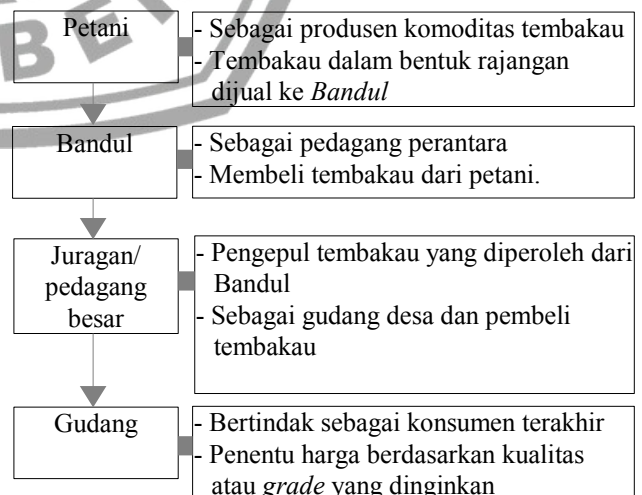 Petani
- Sebagai produsen komoditas tembakau
- Tembakau dalam bentuk rajangan
dijual ke Bandul
Bandul
- Sebagai pedagang perantara
- Membeli tembakau dari petani.
Juragan/
pedagang
besar
- Pengepul tembakau yang diperoleh dari
Bandul
- Sebagai gudang desa dan pembeli
tembakau
Gudang
- Bertindak sebagai konsumen terakhir
- Penentu harga berdasarkan kualitas
atau grade yang dinginkan